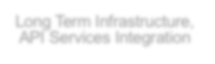 Long Term Infrastructure,
API Services Integration